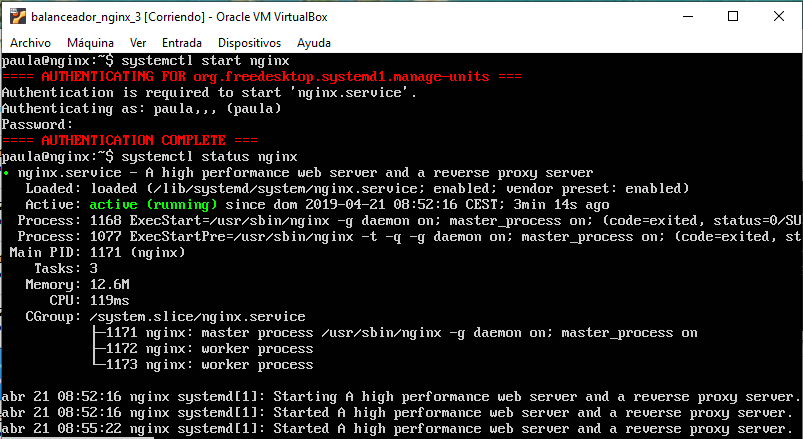 balanceador_nginx_3 [Corriendo] - Oracle VM VirtualBox
Archivo Máquina Ver Entrada Dispositivos Ayuda
paula@nginx:~$ systemctl start nginx
==== AUTHENTICATING FOR org.freedesktop.systemd1.manage-units ===
Authentication is required to start 'nginx.service'.
Authenticating as: paula,,, (paula)
Password:
==== AUTHENTICATION COMPLETE ===
paula@nginx:~$ systemctl status nginx
● nginx.service - A high performance web server and a reverse proxy server
Loaded: loaded (/lib/systemd/system/nginx.service; enabled; vendor preset: enabled)
Active: active (running) since dom 2019-04-21 08:52:16 CEST; 3min 14s ago
Process: 1168 ExecStart=/usr/sbin/nginx -g daemon on; master_process on; (code=exited, status=0/SU
Process: 1077 ExecStartPre=/usr/sbin/nginx -t -q -g daemon on; master_process on; (code=exited, st
Main PID: 1171 (nginx)
Tasks: 3
Memory: 12.6M
CPU: 119ms
CGroup: /system.slice/nginx.service
├─1171 nginx: master process /usr/sbin/nginx -g daemon on; master_process on
├─1172 nginx: worker process
└─1173 nginx: worker process
abr 21 08:52:16 nginx systemd[1]: Starting A high performance web server and a reverse proxy server.
abr 21 08:52:16 nginx systemd[1]: Started A high performance web server and a reverse proxy server.
abr 21 08:55:22 nginx systemd[1]: Started A high performance web server and a reverse proxy server.